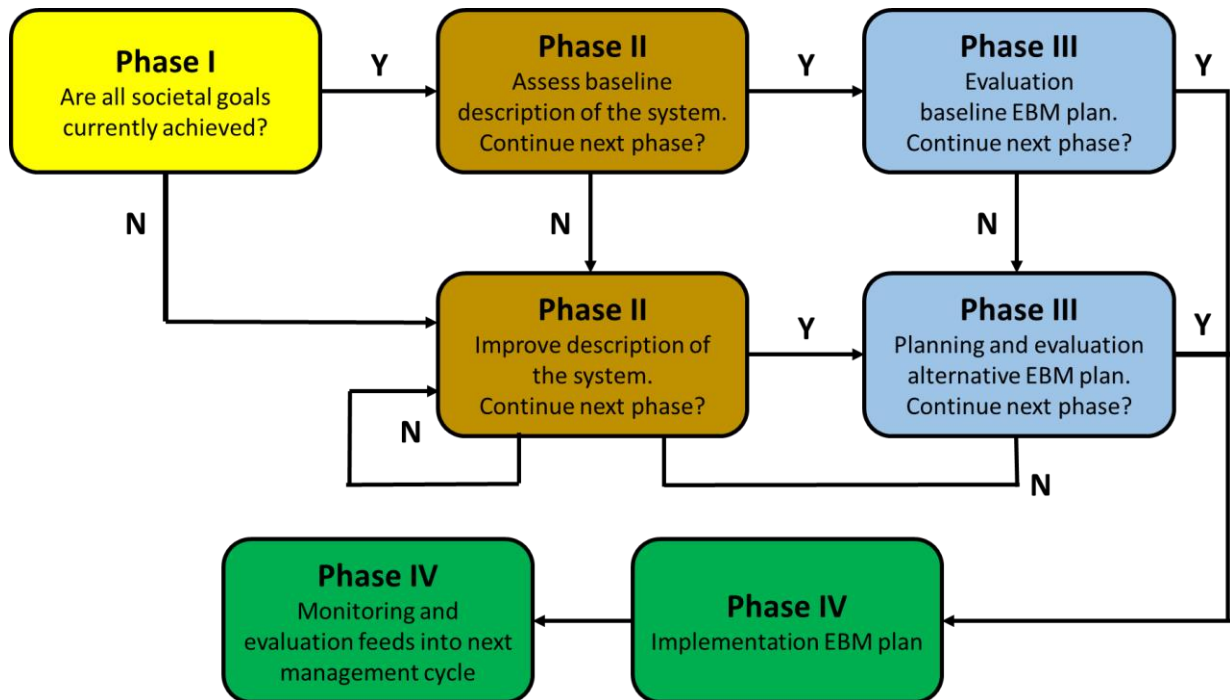 Phase I
Are all societal goals
currently achieved?
Y
Phase II
Assess baseline
description of the system.
Continue next phase?
Y
Phase III
Evaluation
baseline EBM plan.
Continue next phase?
Y
N
N
N
Phase II
Improve description of
the system.
Continue next phase?
Y
Phase III
Planning and evaluation
alternative EBM plan.
Continue next phase?
Y
N
N
Phase IV
Monitoring and
evaluation feeds into next
management cycle
Phase IV
Implementation EBM plan